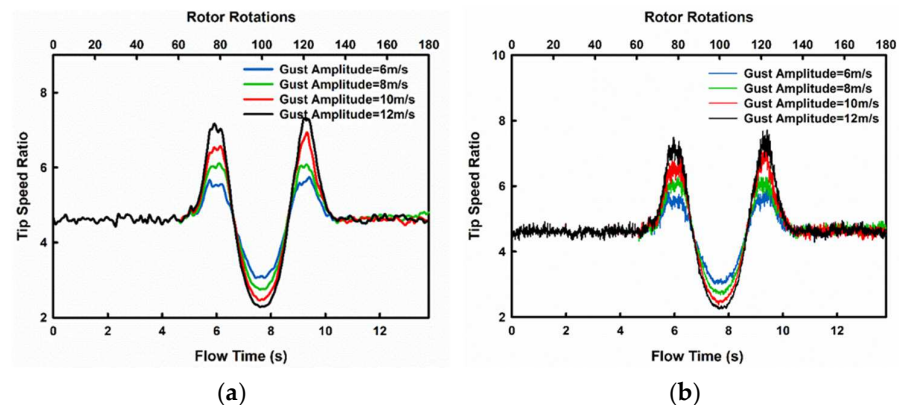 Rotor Rotations
0 20 40 60 80 100 120 140 160 180
Gust Amplitude=6m/s
Gust Amplitude=8m/s
Gust Amplitude=10m/s
Gust Amplitude=12m/s
Tip Speed Ratio
8
6
4
2
0 2 4 6 8 10 12
Flow Time (s)
(a)
Rotor Rotations
0 20 40 60 80 100 120 140 160 180
10
Gust Amplitude=6m/s
Gust Amplitude=8m/s
Gust Amplitude=10m/s
Gust Amplitude=12m/s
Tip Speed Ratio
8
6
4
2
0 2 4 6 8 10 12
Flow Time (s)
(b)